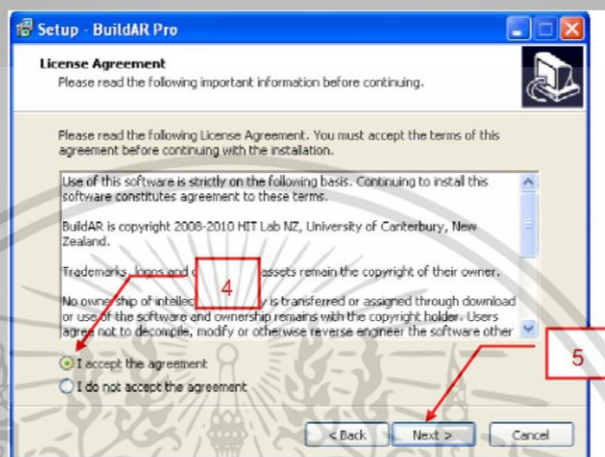 Setup - BuildAR Pro
License Agreement
Please read the following important information before continuing.
Please read the following License Agreement. You must accept the terms of this
agreement before continuing with the installation.
Use of this software is strictly on the following basis. Continuing to install this
software constitutes agreement to these terms.
BuildAR is copyright 2008-2010 HIT Lab NZ, University of Canterbury, New
Zealand.
Trademarks, logos and assets remain the copyright of their owner.
4
No ownership of is transferred or assigned through download
or use of the software and ownership remains with the copyright holder. Users
agree not to decompile, modify or otherwise reverse engineer the software other
I accept the agreement
5
I do not accept the agreement
< Back
Next >
Cancel